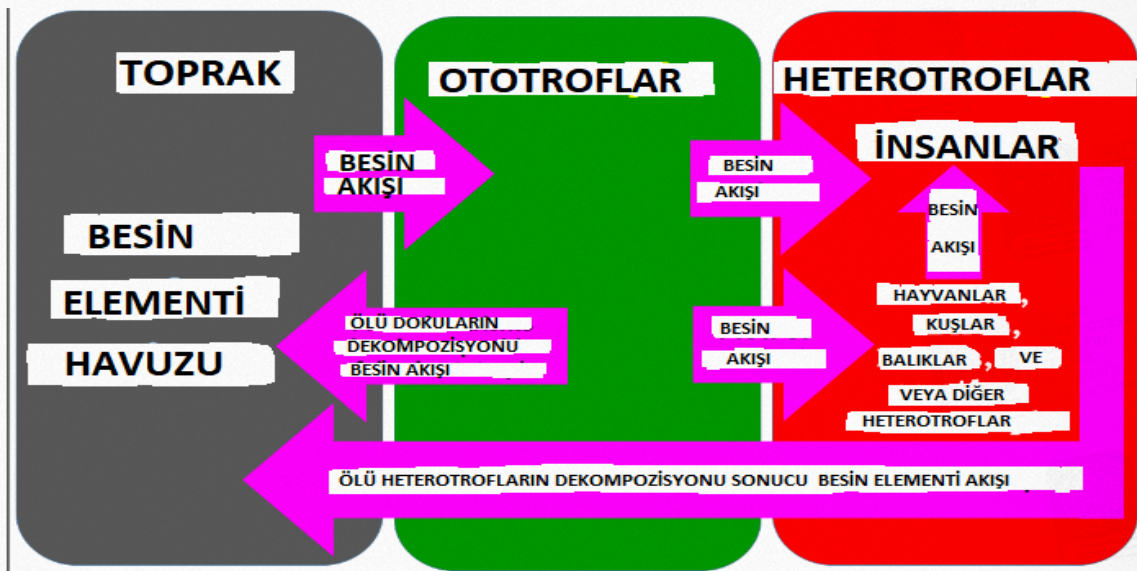 TOPRAK
BESİN
ELEMENTİ
HAVUZU
OTOTROFLAR
BESİN
AKIŞI
ÖLÜ DOKULARIN
DEKOMPOZİSYONU
BESİN AKIŞI
HETEROTROFLAR
İNSANLAR
BESİN
AKIŞI
BESİN
AKIŞI
BESİN
AKIŞI
HAYVANLAR,
KUŞLAR,
BALIKLAR, VE
VEYA DİĞER
HETEROTROFLAR
ÖLÜ HETEROTROFLARIN DEKOMPOZİSYONU SONUCU BESİN ELEMENTİ AKIŞI